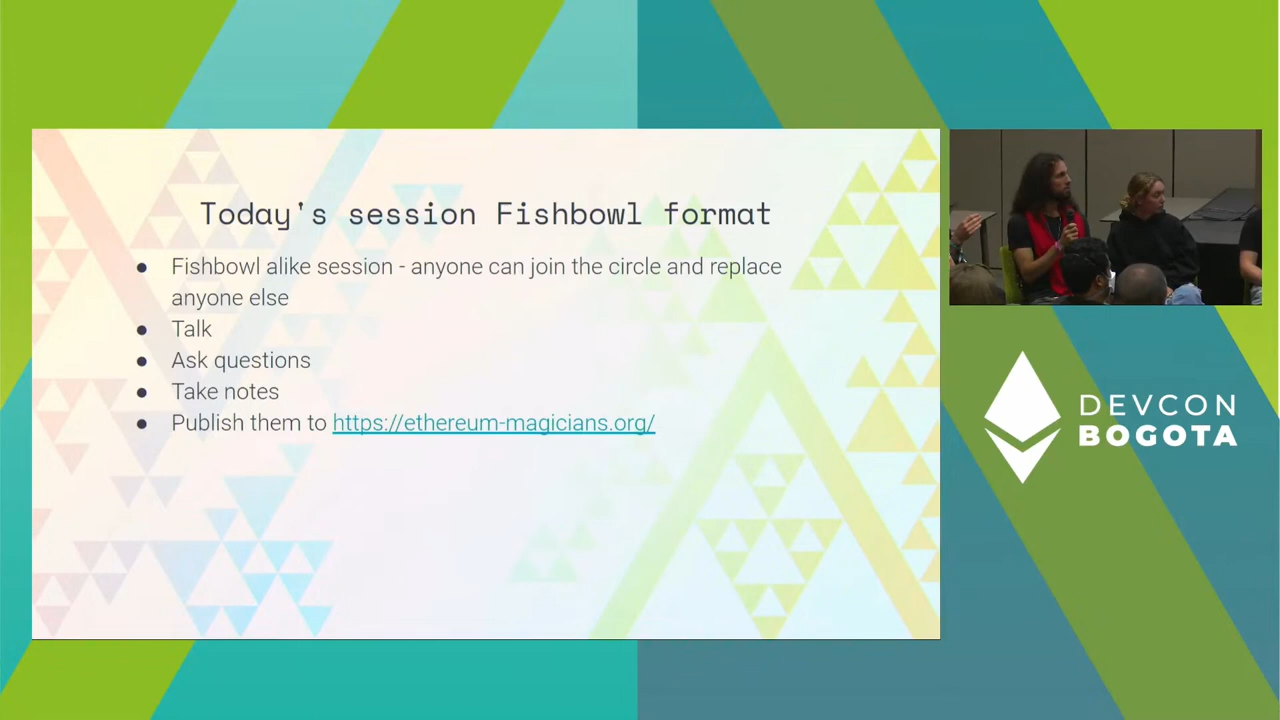 Today's session Fishbowl format
● Fishbowl alike session - anyone can join the circle and replace
anyone else
● Talk
● Ask questions
● Take notes
● Publish them to https://ethereum-magicians.org/
DEVCON
BOGOTA